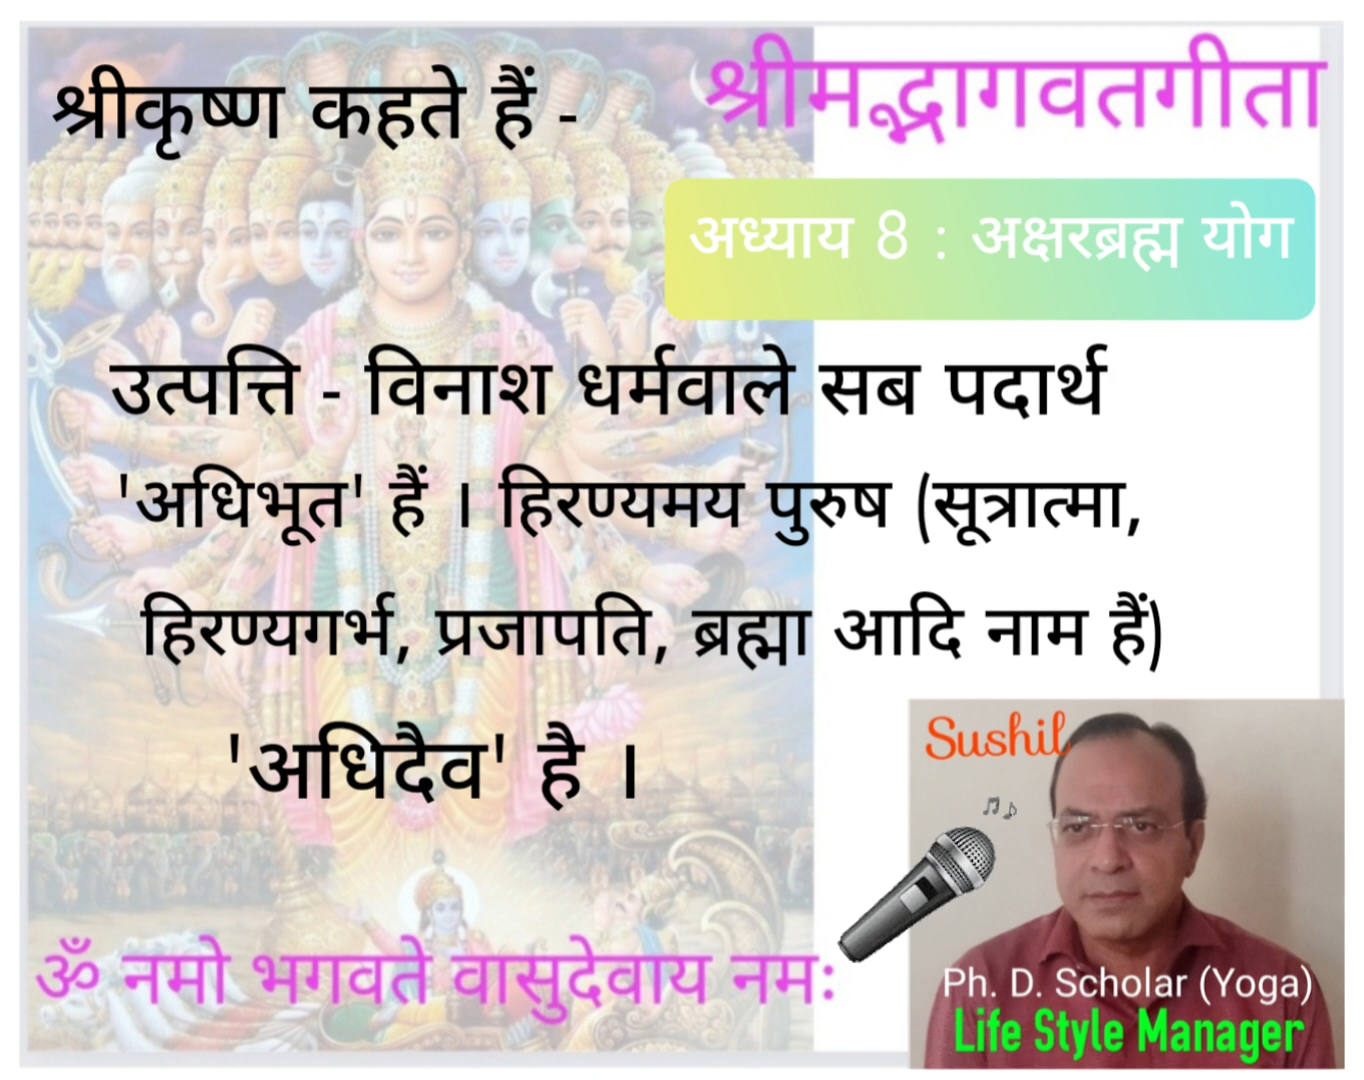 श्रीकृष्ण कहते हैं -
श्रीमद्भागवतगीता
अध्याय 8 : अक्षरब्रह्म योग
उत्पत्ति - विनाश धर्मवाले सब पदार्थ
'अधिभूत' हैं । हिरण्यमय पुरुष (सूत्रात्मा,
हिरण्यगर्भ, प्रजापति, ब्रह्मा आदि नाम हैं)
'अधिदैव' है ।
Sushil
ॐ नमो भगवते वासुदेवाय नमः
Ph. D. Scholar (Yoga)
Life Style Manager